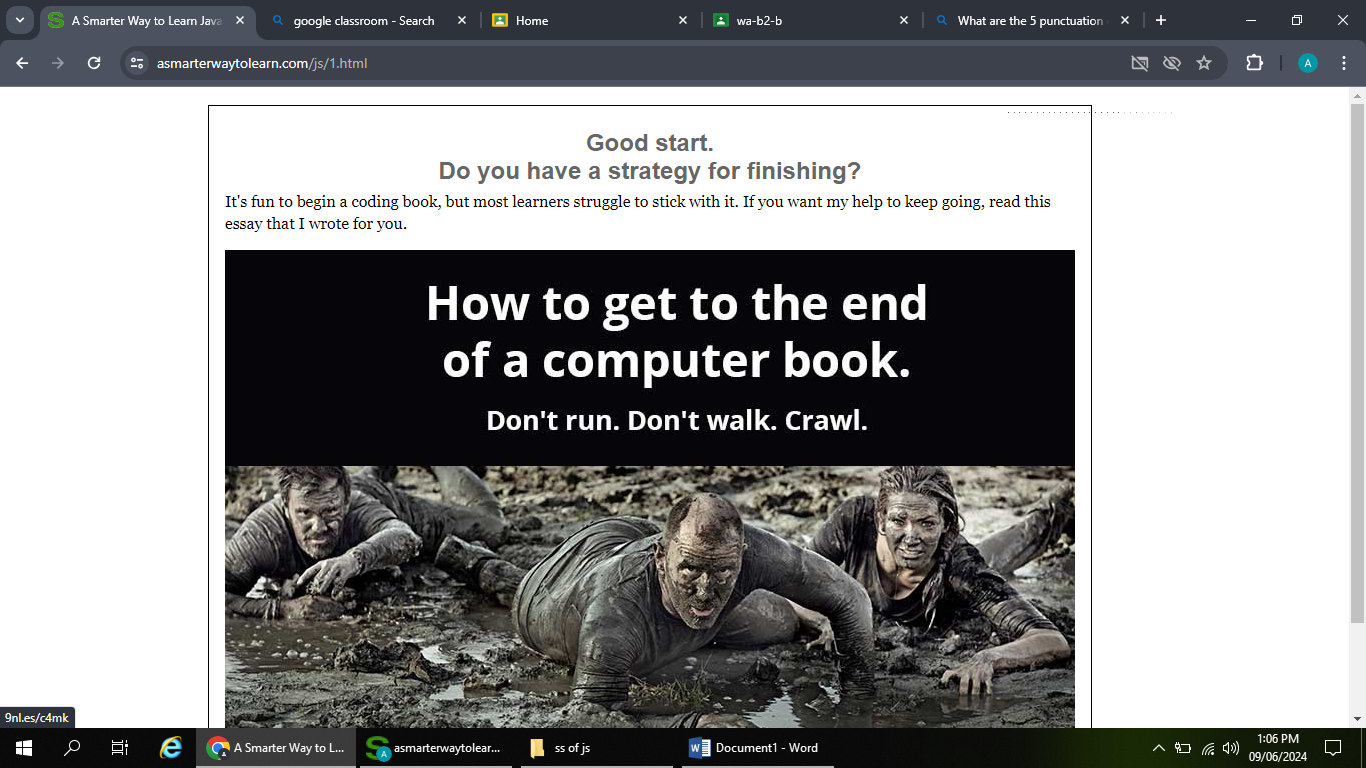 A Smarter Way to Learn Java
google classroom - Search
Home
wa-b2-b
What are the 5 punctuation
asmarterwaytolearn.com/js/1.html
A
Good start.
Do you have a strategy for finishing?
It's fun to begin a coding book, but most learners struggle to stick with it. If you want my help to keep going, read this
essay that I wrote for you.
How to get to the end
of a computer book.
Don't run. Don't walk. Crawl.
9nl.es/c4mk
A Smarter Way to L...
asmarterwaytolear...
ss of js
Document1 - Word
1:06 PM
09/06/2024